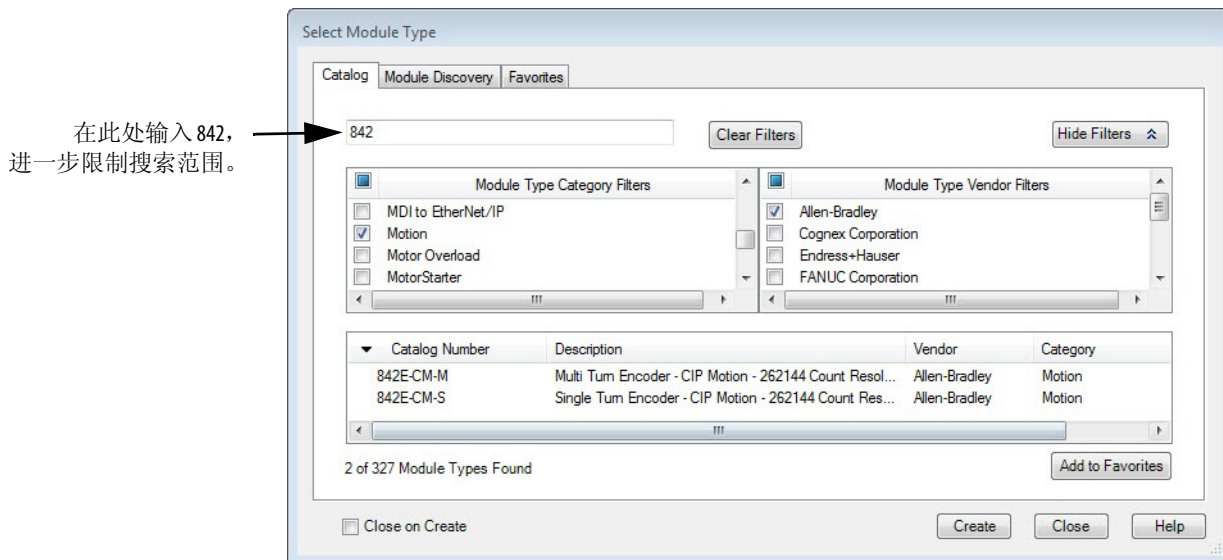 Select Module Type
Catalog
Module Discovery
Favorites
在此处输入 842，
进一步限制搜索范围。
842
Clear Filters
Hide Filters
Module Type Category Filters
MDI to EtherNet/IP
Motion
Motor Overload
MotorStarter
Module Type Vendor Filters
Allen-Bradley
Cognex Corporation
Endress+Hauser
FANUC Corporation
Catalog Number Description Vendor Category
842E-CM-M Multi Turn Encoder - CIP Motion - 262144 Count Resol... Allen-Bradley Motion
842E-CM-S Single Turn Encoder - CIP Motion - 262144 Count Res... Allen-Bradley Motion
2 of 327 Module Types Found
Add to Favorites
Close on Create
Create
Close
Help